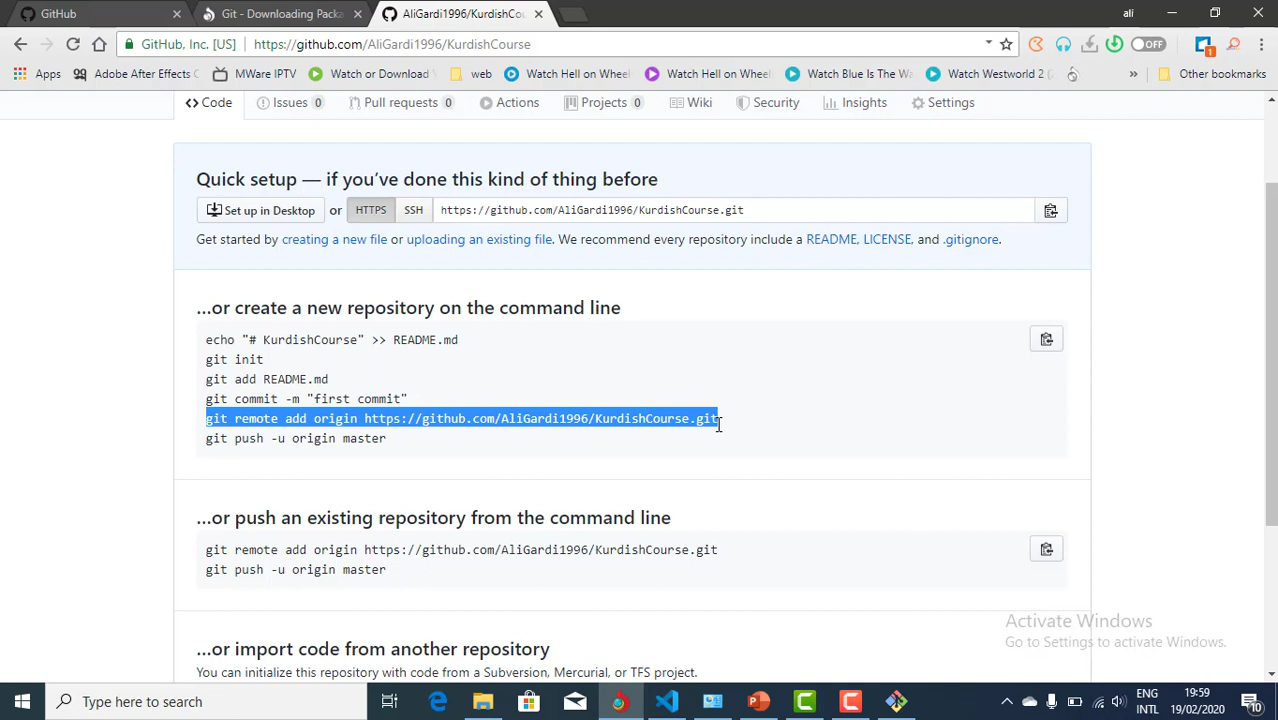 GitHub
Git - Downloading Packa
AliGardi1996/KurdishCou
ali
GitHub, Inc. [US]
https://github.com/AliGardi1996/KurdishCourse
OFF
1
Apps
Adobe After Effects C
MWare IPTV
Watch or Download
web
Watch Hell on Wheel
Watch Hell on Wheel
Watch Blue Is The Wa
Watch Westworld 2 (
»
Other bookmarks
Code
Issues 0
Pull requests 0
Actions
Projects 0
Wiki
Security
Insights
Settings
Quick setup — if you've done this kind of thing before
Set up in Desktop
or
HTTPS
SSH
https://github.com/AliGardi1996/KurdishCourse.git
Get started by creating a new file or uploading an existing file. We recommend every repository include a README, LICENSE, and .gitignore.
...or create a new repository on the command line
echo "# KurdishCourse" >> README.md
git init
git add README.md
git commit -m "first commit"
git remote add origin https://github.com/AliGardi1996/KurdishCourse.git
git push -u origin master
...or push an existing repository from the command line
git remote add origin https://github.com/AliGardi1996/KurdishCourse.git
git push -u origin master
...or import code from another repository
You can initialize this repository with code from a Subversion, Mercurial, or TFS project.
Activate Windows
Go to Settings to activate Windows.
Type here to search
ENG
INTL
19:59
19/02/2020
10